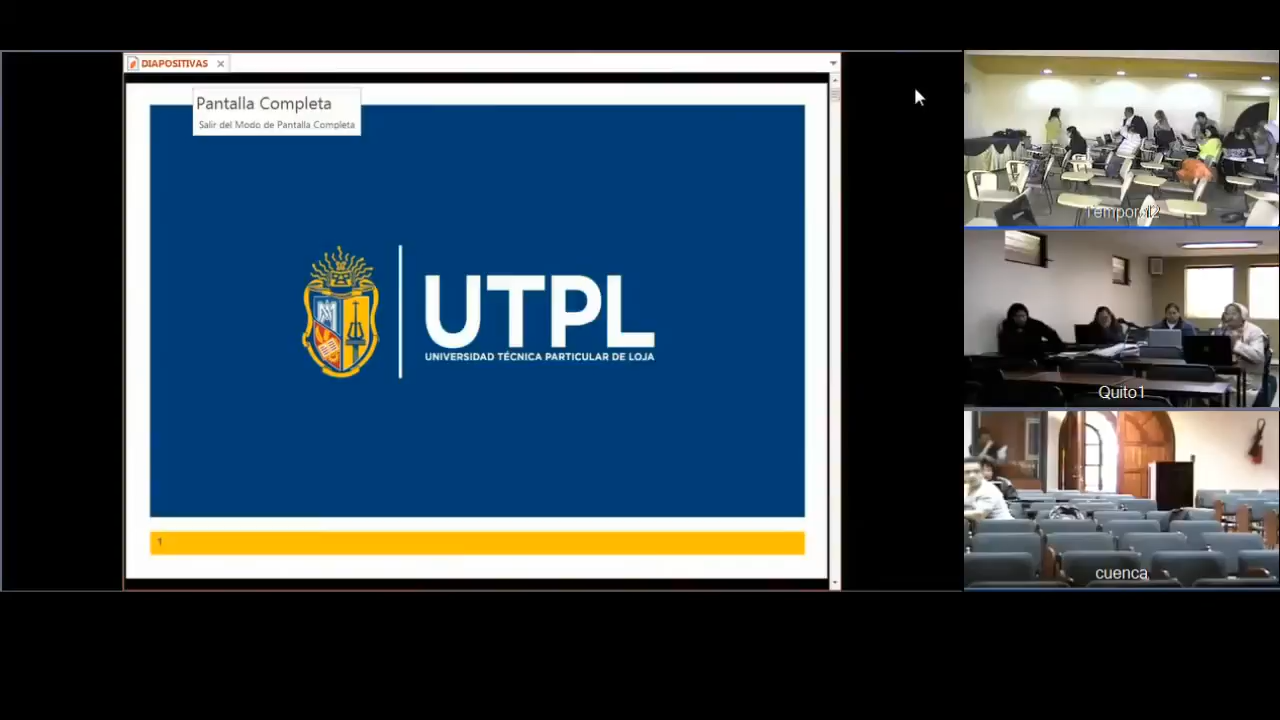 DIAPOSITIVAS
Pantalla Completa
Salir del Modo de Pantalla Completa
UTPL
UNIVERSIDAD TÉCNICA PARTICULAR DE LOJA
1
Quito1
cuenca